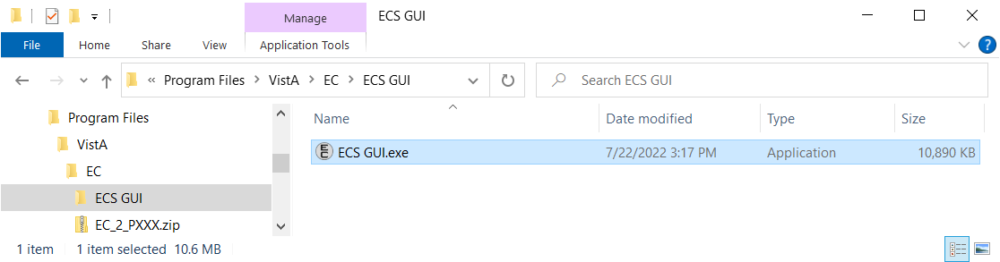 Manage
ECS GUI
File
Home
Share
View
Application Tools
?
« Program Files > VistA > EC > ECS GUI
Search ECS GUI
Program Files
VistA
EC
ECS GUI
EC_2_PXXX.zip
Name Date modified Type Size
EC ECS GUI.exe 7/22/2022 3:17 PM Application 10,890 KB
1 item 1 item selected 10.6 MB